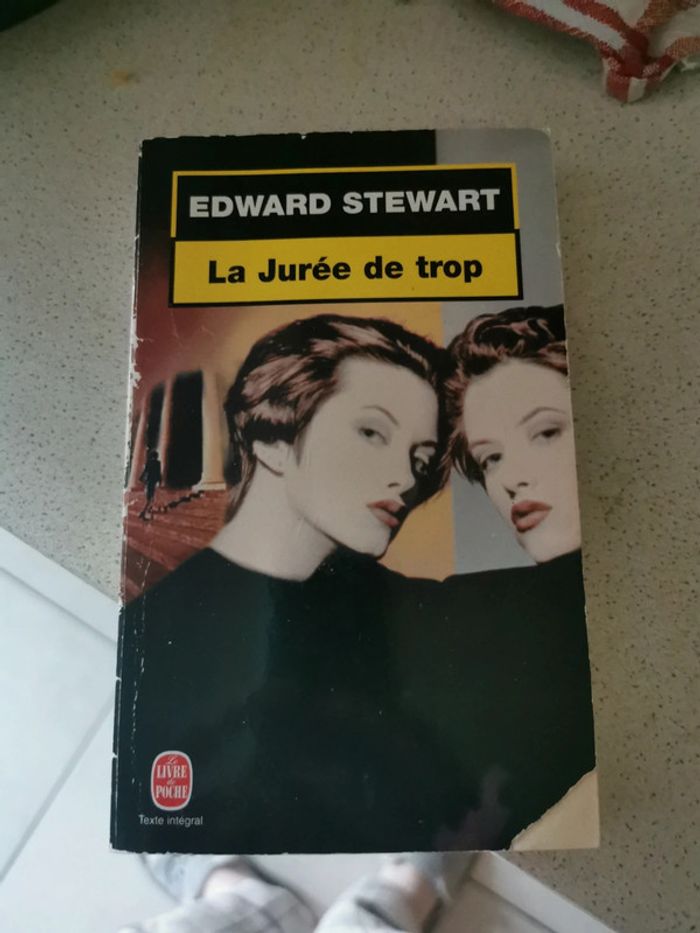 EDWARD STEWART
La Jurée de trop
Le
LIVRE
de
POCHE
Texte intégral